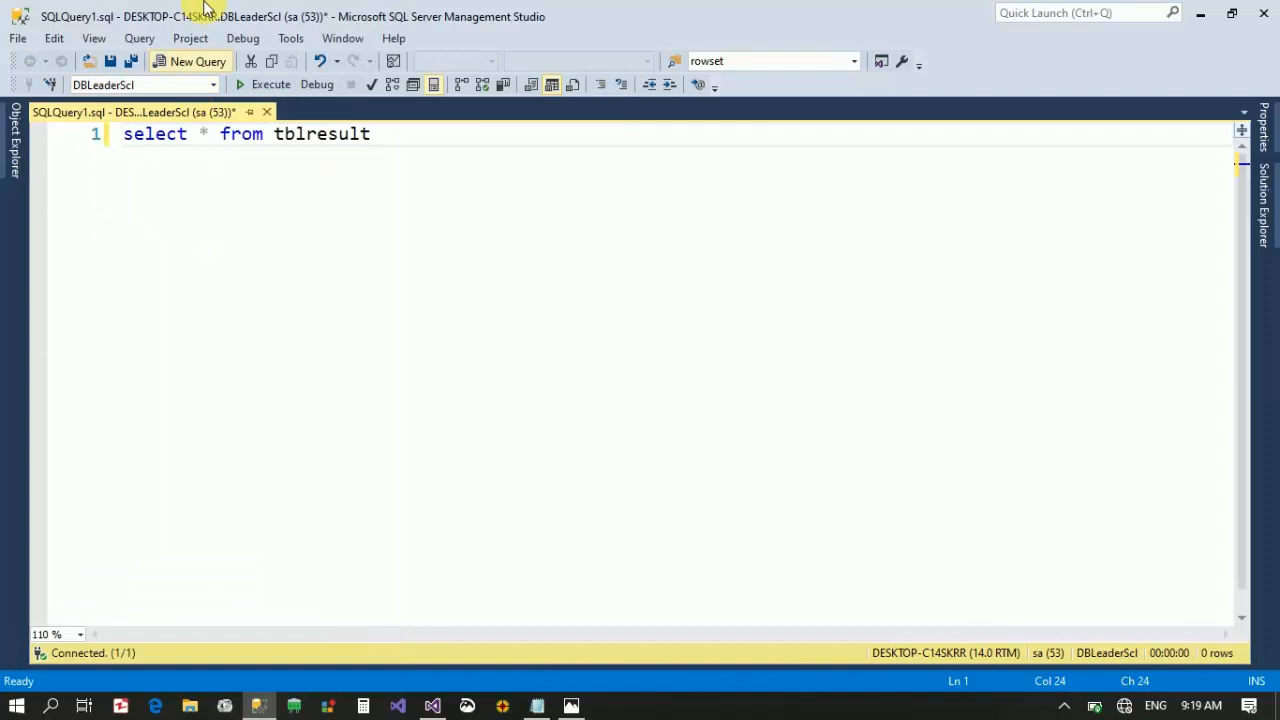 SQLQuery1.sql - DESKTOP-C14SKRR.DBLeaderScl (sa (53))* - Microsoft SQL Server Management Studio
Quick Launch (Ctrl+Q)
File Edit View Query Project Debug Tools Window Help
New Query
rowset
DBLeaderScl
Execute Debug
SQLQuery1.sql - DES...LeaderScl (sa (53))*
Object Explorer
1 select * from tblresult
Properties
Solution Explorer
110 %
Connected. (1/1)
DESKTOP-C14SKRR (14.0 RTM) sa (53) DBLeaderScl 00:00:00 0 rows
Ready
Ln 1 Col 24 Ch 24 INS
ENG 9:19 AM